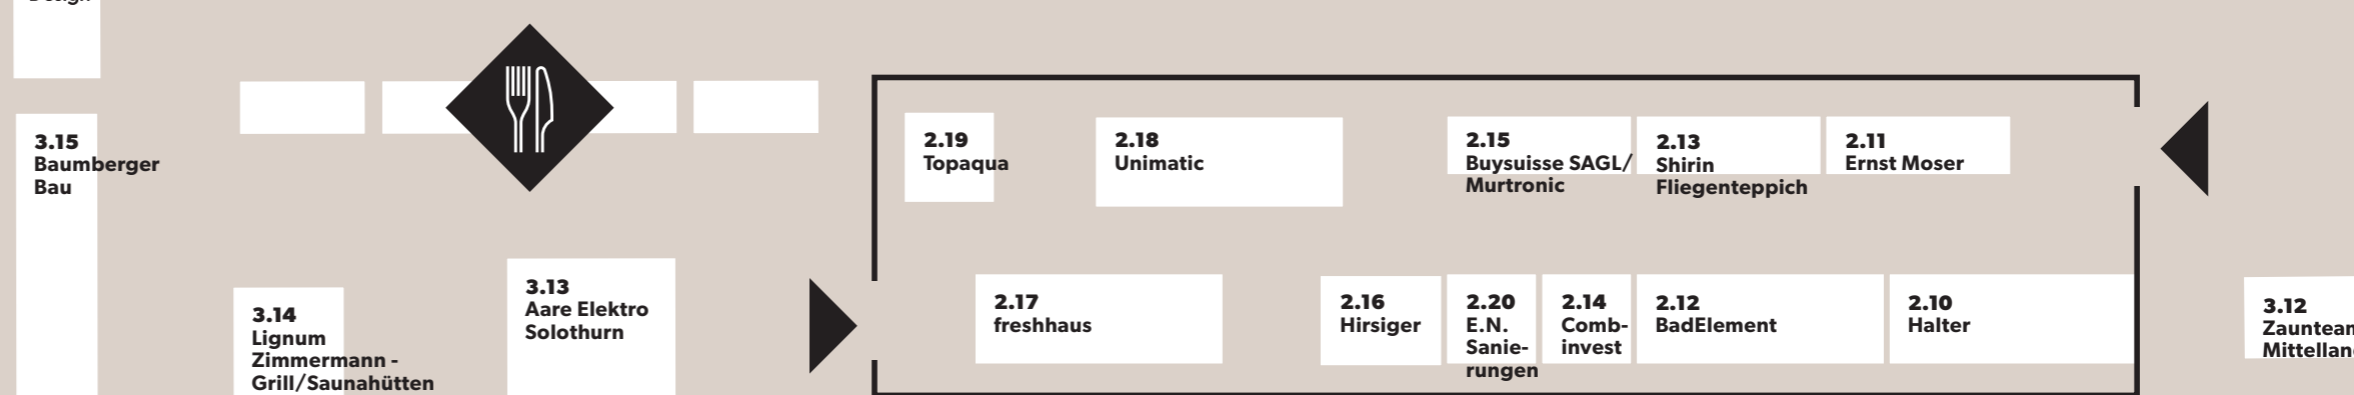 Design
3.15
Baumberger
Bau
3.14
Lignum
Zimmermann -
Grill/Saunahütten
3.13
Aare Elektro
Solothurn
2.19
Topaqua
2.18
Unimatic
2.15
Buysuisse SAGL/
Murtronic
2.13
Shirin
Fliegenteppich
2.11
Ernst Moser
2.17
freshhaus
2.16
Hirsiger
2.20
E.N.
Sanie-
rungen
2.14
Comb-
invest
2.12
BadElement
2.10
Halter
3.12